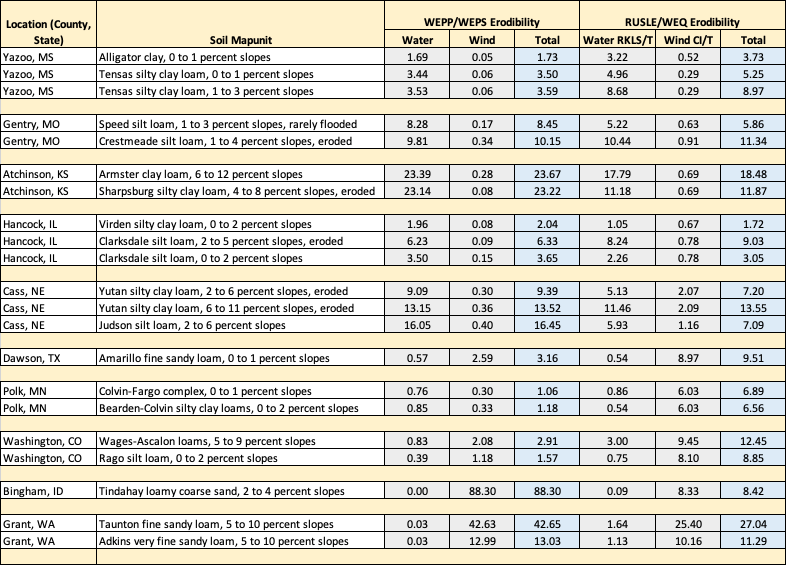 Location (County, State) Soil Mapunit WEPP/WEPS Erodibility RUSLE/WEQ Erodibility
Water Wind Total Water RKLS/T Wind CI/T Total
Yazoo, MS Alligator clay, 0 to 1 percent slopes 1.69 0.05 1.73 3.22 0.52 3.73
Yazoo, MS Tensas silty clay loam, 0 to 1 percent slopes 3.44 0.06 3.50 4.96 0.29 5.25
Yazoo, MS Tensas silty clay loam, 1 to 3 percent slopes 3.53 0.06 3.59 8.68 0.29 8.97
Gentry, MO Speed silt loam, 1 to 3 percent slopes, rarely flooded 8.28 0.17 8.45 5.22 0.63 5.86
Gentry, MO Crestmeade silt loam, 1 to 4 percent slopes, eroded 9.81 0.34 10.15 10.44 0.91 11.34
Atchinson, KS Armster clay loam, 6 to 12 percent slopes 23.39 0.28 23.67 17.79 0.69 18.48
Atchinson, KS Sharpsburg silty clay loam, 4 to 8 percent slopes, eroded 23.14 0.08 23.22 11.18 0.69 11.87
Hancock, IL Virden silty clay loam, 0 to 2 percent slopes 1.96 0.08 2.04 1.05 0.67 1.72
Hancock, IL Clarksdale silt loam, 2 to 5 percent slopes, eroded 6.23 0.09 6.33 8.24 0.78 9.03
Hancock, IL Clarksdale silt loam, 0 to 2 percent slopes 3.50 0.15 3.65 2.26 0.78 3.05
Cass, NE Yutan silty clay loam, 2 to 6 percent slopes, eroded 9.09 0.30 9.39 5.13 2.07 7.20
Cass, NE Yutan silty clay loam, 6 to 11 percent slopes, eroded 13.15 0.36 13.52 11.46 2.09 13.55
Cass, NE Judson silt loam, 2 to 6 percent slopes 16.05 0.40 16.45 5.93 1.16 7.09
Dawson, TX Amarillo fine sandy loam, 0 to 1 percent slopes 0.57 2.59 3.16 0.54 8.97 9.51
Polk, MN Colvin-Fargo complex, 0 to 1 percent slopes 0.76 0.30 1.06 0.86 6.03 6.89
Polk, MN Bearden-Colvin silty clay loams, 0 to 2 percent slopes 0.85 0.33 1.18 0.54 6.03 6.56
Washington, CO Wages-Ascalon loams, 5 to 9 percent slopes 0.83 2.08 2.91 3.00 9.45 12.45
Washington, CO Rago silt loam, 0 to 2 percent slopes 0.39 1.18 1.57 0.75 8.10 8.85
Bingham, ID Tindahay loamy coarse sand, 2 to 4 percent slopes 0.00 88.30 88.30 0.09 8.33 8.42
Grant, WA Taunton fine sandy loam, 5 to 10 percent slopes 0.03 42.63 42.65 1.64 25.40 27.04
Grant, WA Adkins very fine sandy loam, 5 to 10 percent slopes 0.03 12.99 13.03 1.13 10.16 11.29